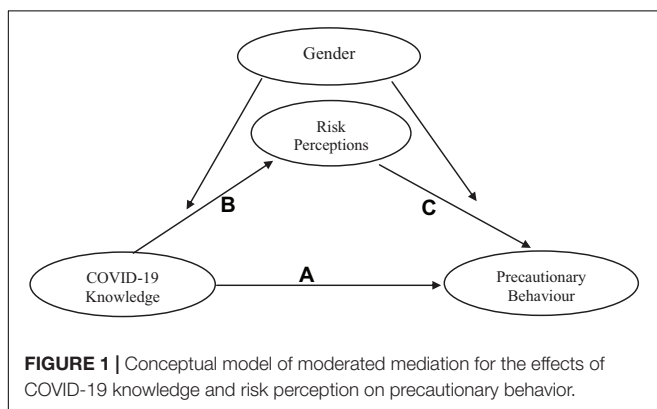 Gender
Risk
Perceptions
B
C
COVID-19
Knowledge
A
Precautionary
Behaviour
FIGURE 1 | Conceptual model of moderated mediation for the effects of
COVID-19 knowledge and risk perception on precautionary behavior.